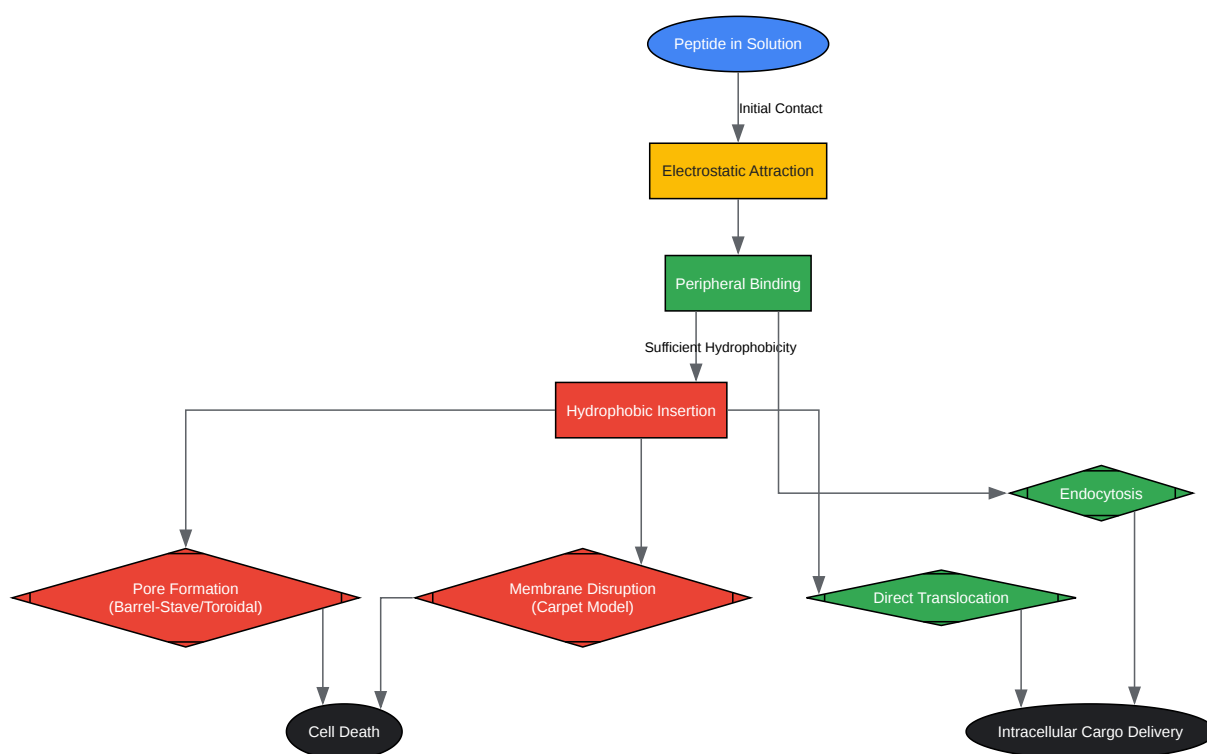 Peptide in Solution
Initial Contact
Electrostatic Attraction
Peripheral Binding
Sufficient Hydrophobicity
Hydrophobic Insertion
Endocytosis
Pore Formation
(Barrel-Stave/Toroidal)
Membrane Disruption
(Carpet Model)
Direct Translocation
Cell Death
Intracellular Cargo Delivery